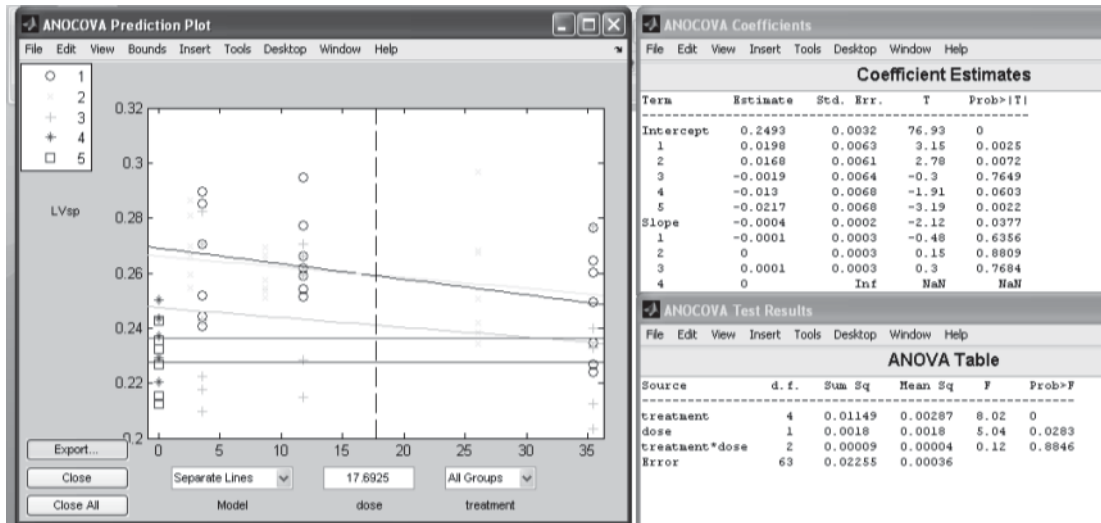 ANOCOVA Prediction Plot
File Edit View Bounds Insert Tools Desktop Window Help
1
2
3
4
5
LVsp
0.32
0.3
0.28
0.26
0.24
0.22
0.2
0 5 10 15 20 25 30 35
Export...
Close
Close All
Separate Lines
Model
17.6925
dose
All Groups
treatment
ANOCOVA Coefficients
File Edit View Insert Tools Desktop Window Help
Coefficient Estimates
Term Estimate Std. Err. T Prob>|T|
Intercept 0.2493 0.0032 76.93 0
1 0.0198 0.0063 3.15 0.0025
2 0.0168 0.0061 2.78 0.0072
3 -0.0019 0.0064 -0.3 0.7649
4 -0.013 0.0068 -1.91 0.0603
5 -0.0217 0.0068 -3.19 0.0022
Slope -0.0004 0.0002 -2.12 0.0377
1 -0.0001 0.0003 -0.48 0.6356
2 0 0.0003 0.15 0.8809
3 0.0001 0.0003 0.3 0.7684
4 0 Inf NaN NaN
ANOCOVA Test Results
File Edit View Insert Tools Desktop Window Help
ANOVA Table
Source d.f. Sum Sq Mean Sq F Prob>F
treatment 4 0.01149 0.00287 8.02 0
dose 1 0.0018 0.0018 5.04 0.0283
treatment*dose 2 0.00009 0.00004 0.12 0.8846
Error 63 0.02255 0.00036